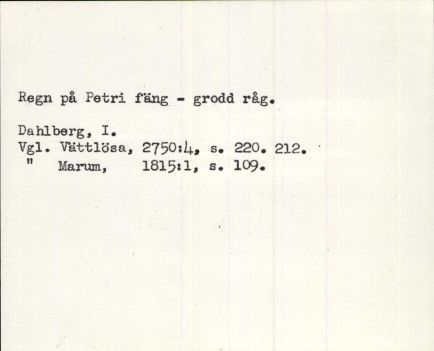 Regn på Petri fäng - grodd råg.
Dahlberg, I.
Vgl. Vättlösa, 2750:4, s. 220. 212.
" Marum, 1815:1, s. 109.